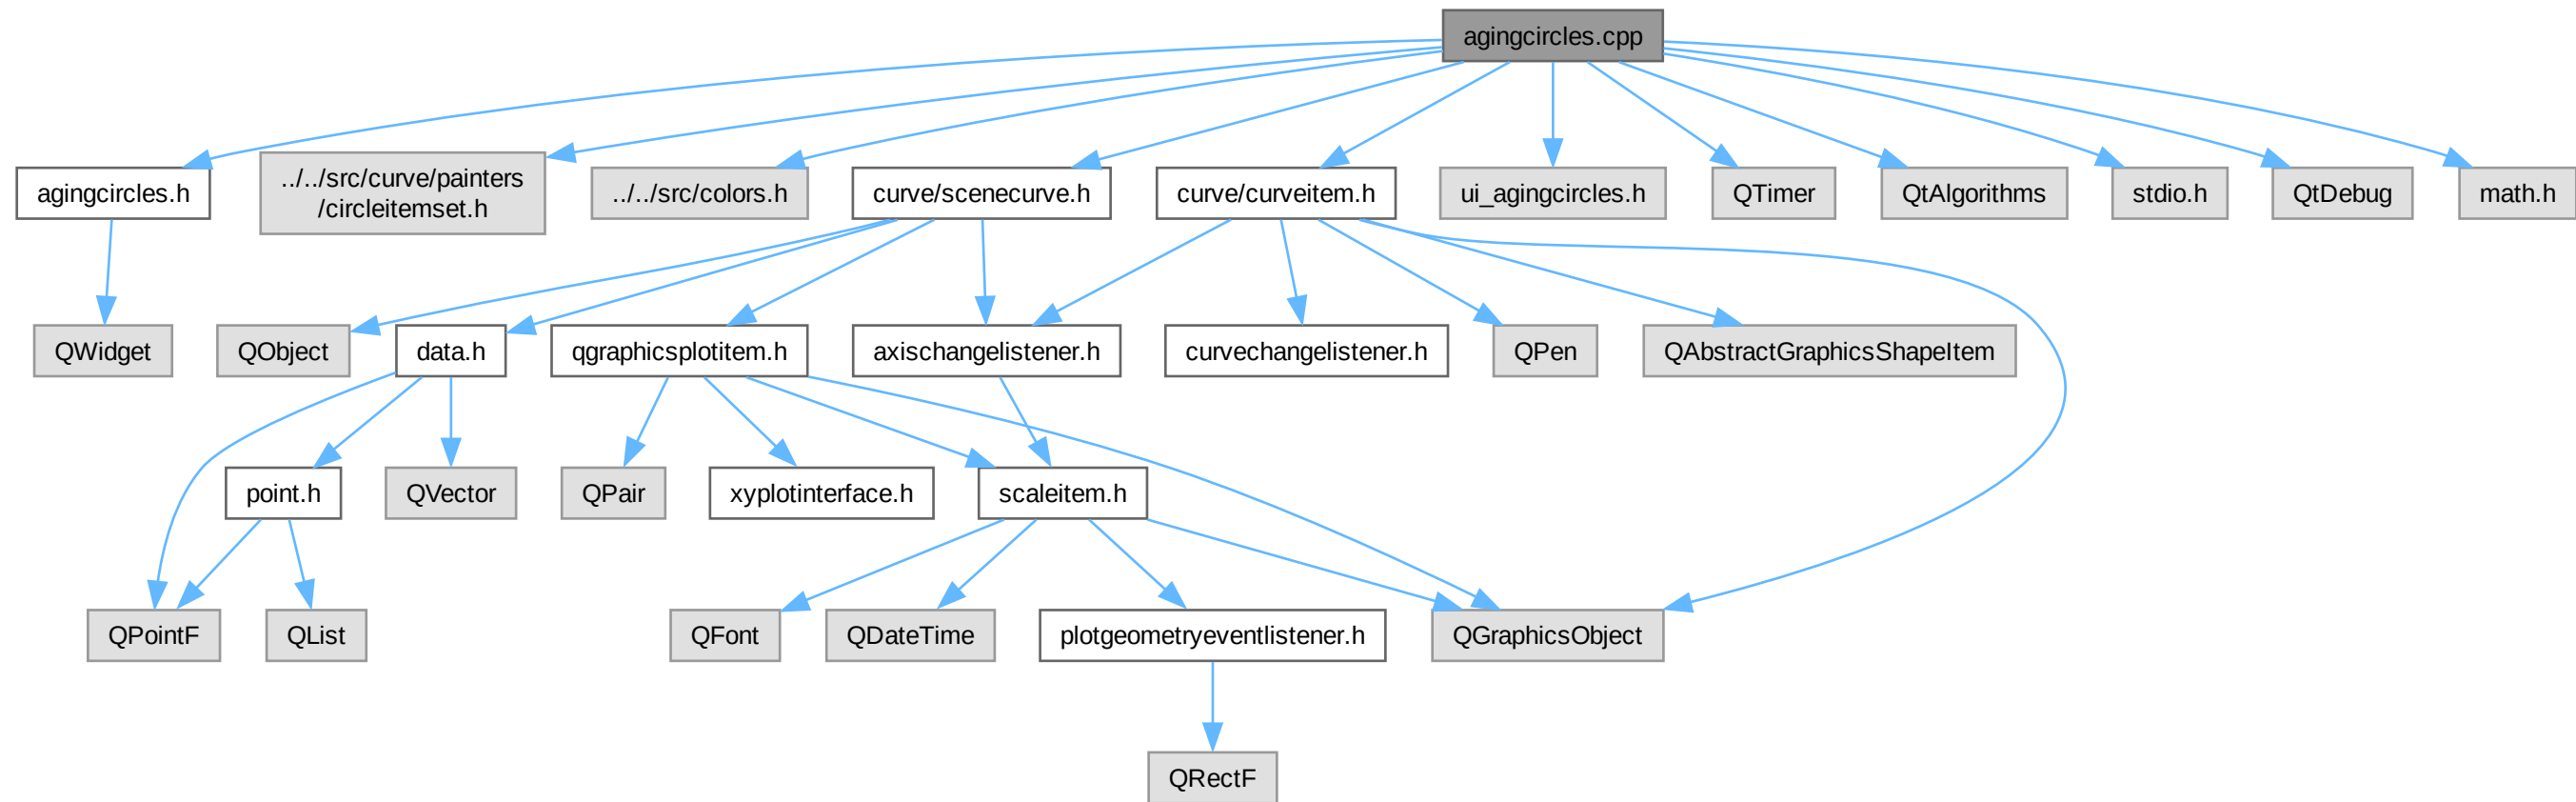 agingcircles.cpp
agingcircles.h
../../src/curve/painters
/circleitemset.h
../../src/colors.h
curve/scenecurve.h
curve/curveitem.h
ui_agingcircles.h
QTimer
QtAlgorithms
stdio.h
QtDebug
math.h
QWidget
QObject
data.h
qgraphicsplotitem.h
axischangelistener.h
curvechangelistener.h
QPen
QAbstractGraphicsShapeItem
point.h
QVector
QPair
xyplotinterface.h
scaleitem.h
QPointF
QList
QFont
QDateTime
plotgeometryeventlistener.h
QGraphicsObject
QRectF